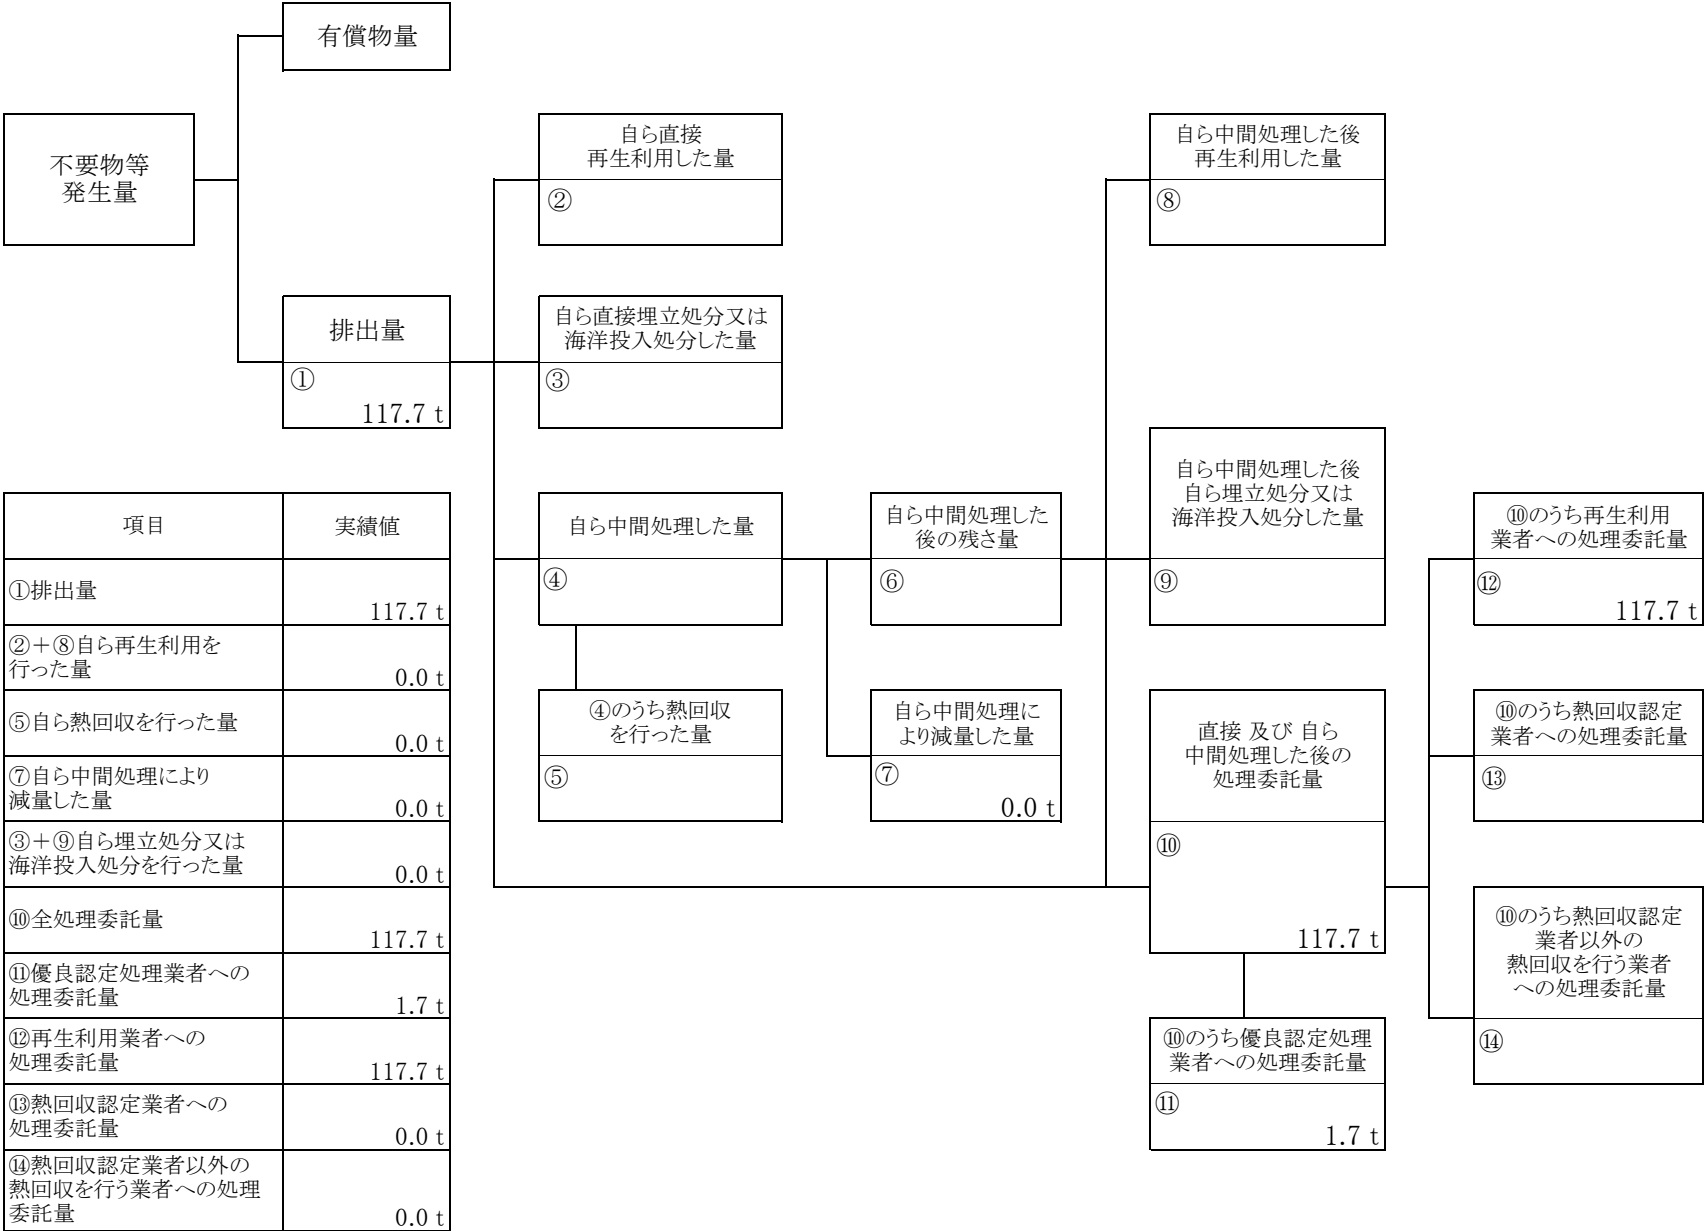 有償物量
不要物等
発生量
自ら直接
再生利用した量
②
自ら中間処理した後
再生利用した量
⑧
排出量
①
117.7 t
自ら直接埋立処分又は
海洋投入処分した量
③
自ら中間処理した量
④
自ら中間処理した
後の残さ量
⑥
自ら中間処理した後
自ら埋立処分又は
海洋投入処分した量
⑨
⑩のうち再生利用
業者への処理委託量
⑫
117.7 t
④のうち熱回収
を行った量
⑤
自ら中間処理に
より減量した量
⑦
0.0 t
直接 及び 自ら
中間処理した後の
処理委託量
⑩
117.7 t
⑩のうち熱回収認定
業者への処理委託量
⑬
⑩のうち熱回収認定
業者以外の
熱回収を行う業者
への処理委託量
⑭
⑩のうち優良認定処理
業者への処理委託量
⑪
1.7 t
項目 実績値
①排出量
117.7 t
②+⑧自ら再生利用を
行った量
0.0 t
⑤自ら熱回収を行った量
0.0 t
⑦自ら中間処理により
減量した量
0.0 t
③+⑨自ら埋立処分又は
海洋投入処分を行った量
0.0 t
⑩全処理委託量
117.7 t
⑪優良認定処理業者への
処理委託量
1.7 t
⑫再生利用業者への
処理委託量
117.7 t
⑬熱回収認定業者への
処理委託量
0.0 t
⑭熱回収認定業者以外の
熱回収を行う業者への処理
委託量
0.0 t